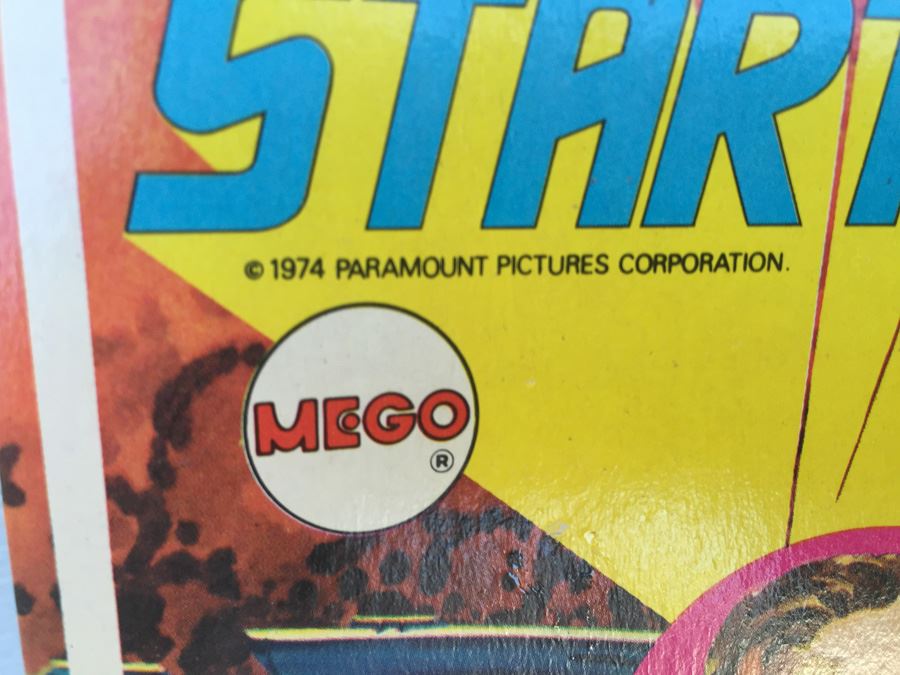 STAR T
© 1974 PARAMOUNT PICTURES CORPORATION.
MEGO
®